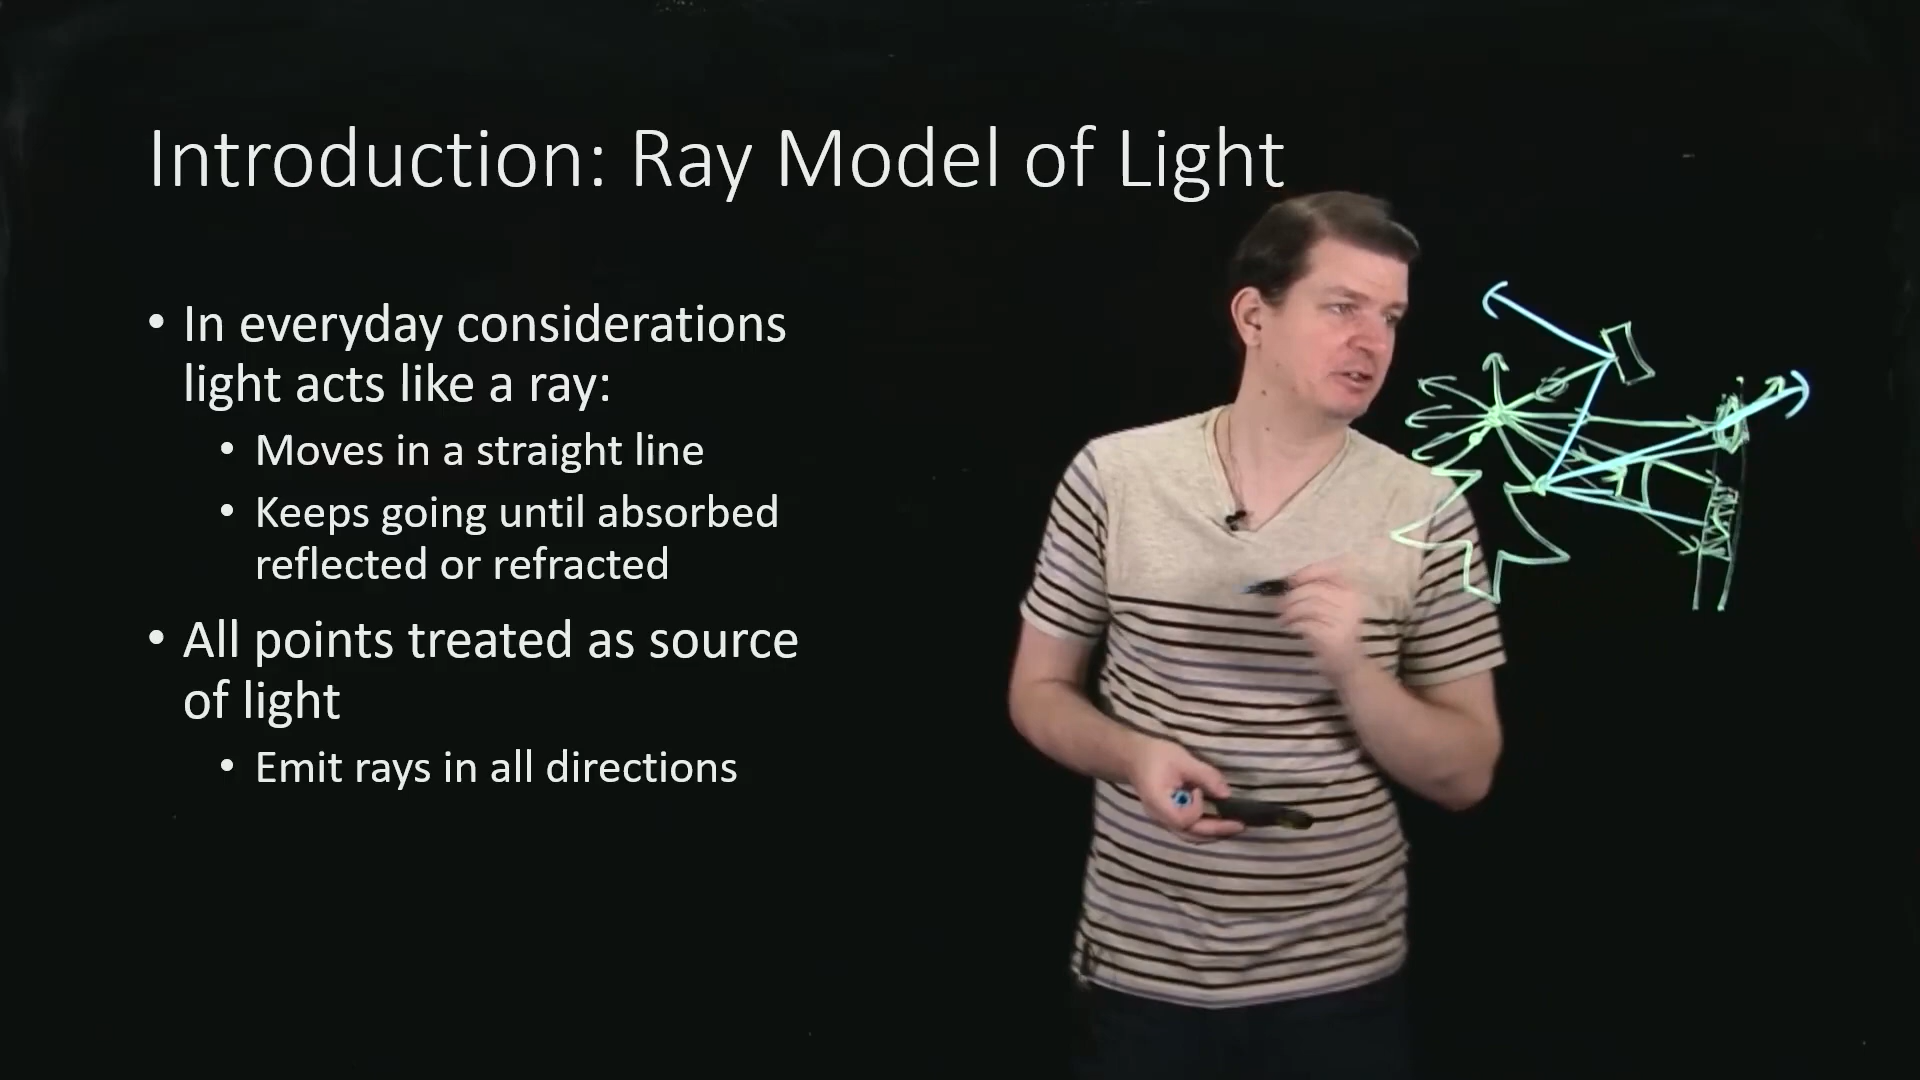 Introduction: Ray Model of Light
• In everyday considerations
light acts like a ray:
• Moves in a straight line
• Keeps going until absorbed
reflected or refracted
• All points treated as source
of light
• Emit rays in all directions